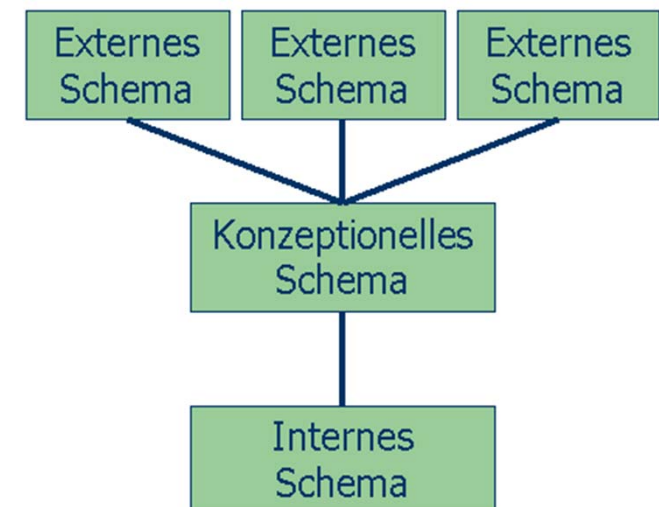 Externes
Schema
Externes
Schema
Externes
Schema
Konzeptionelles
Schema
Internes
Schema